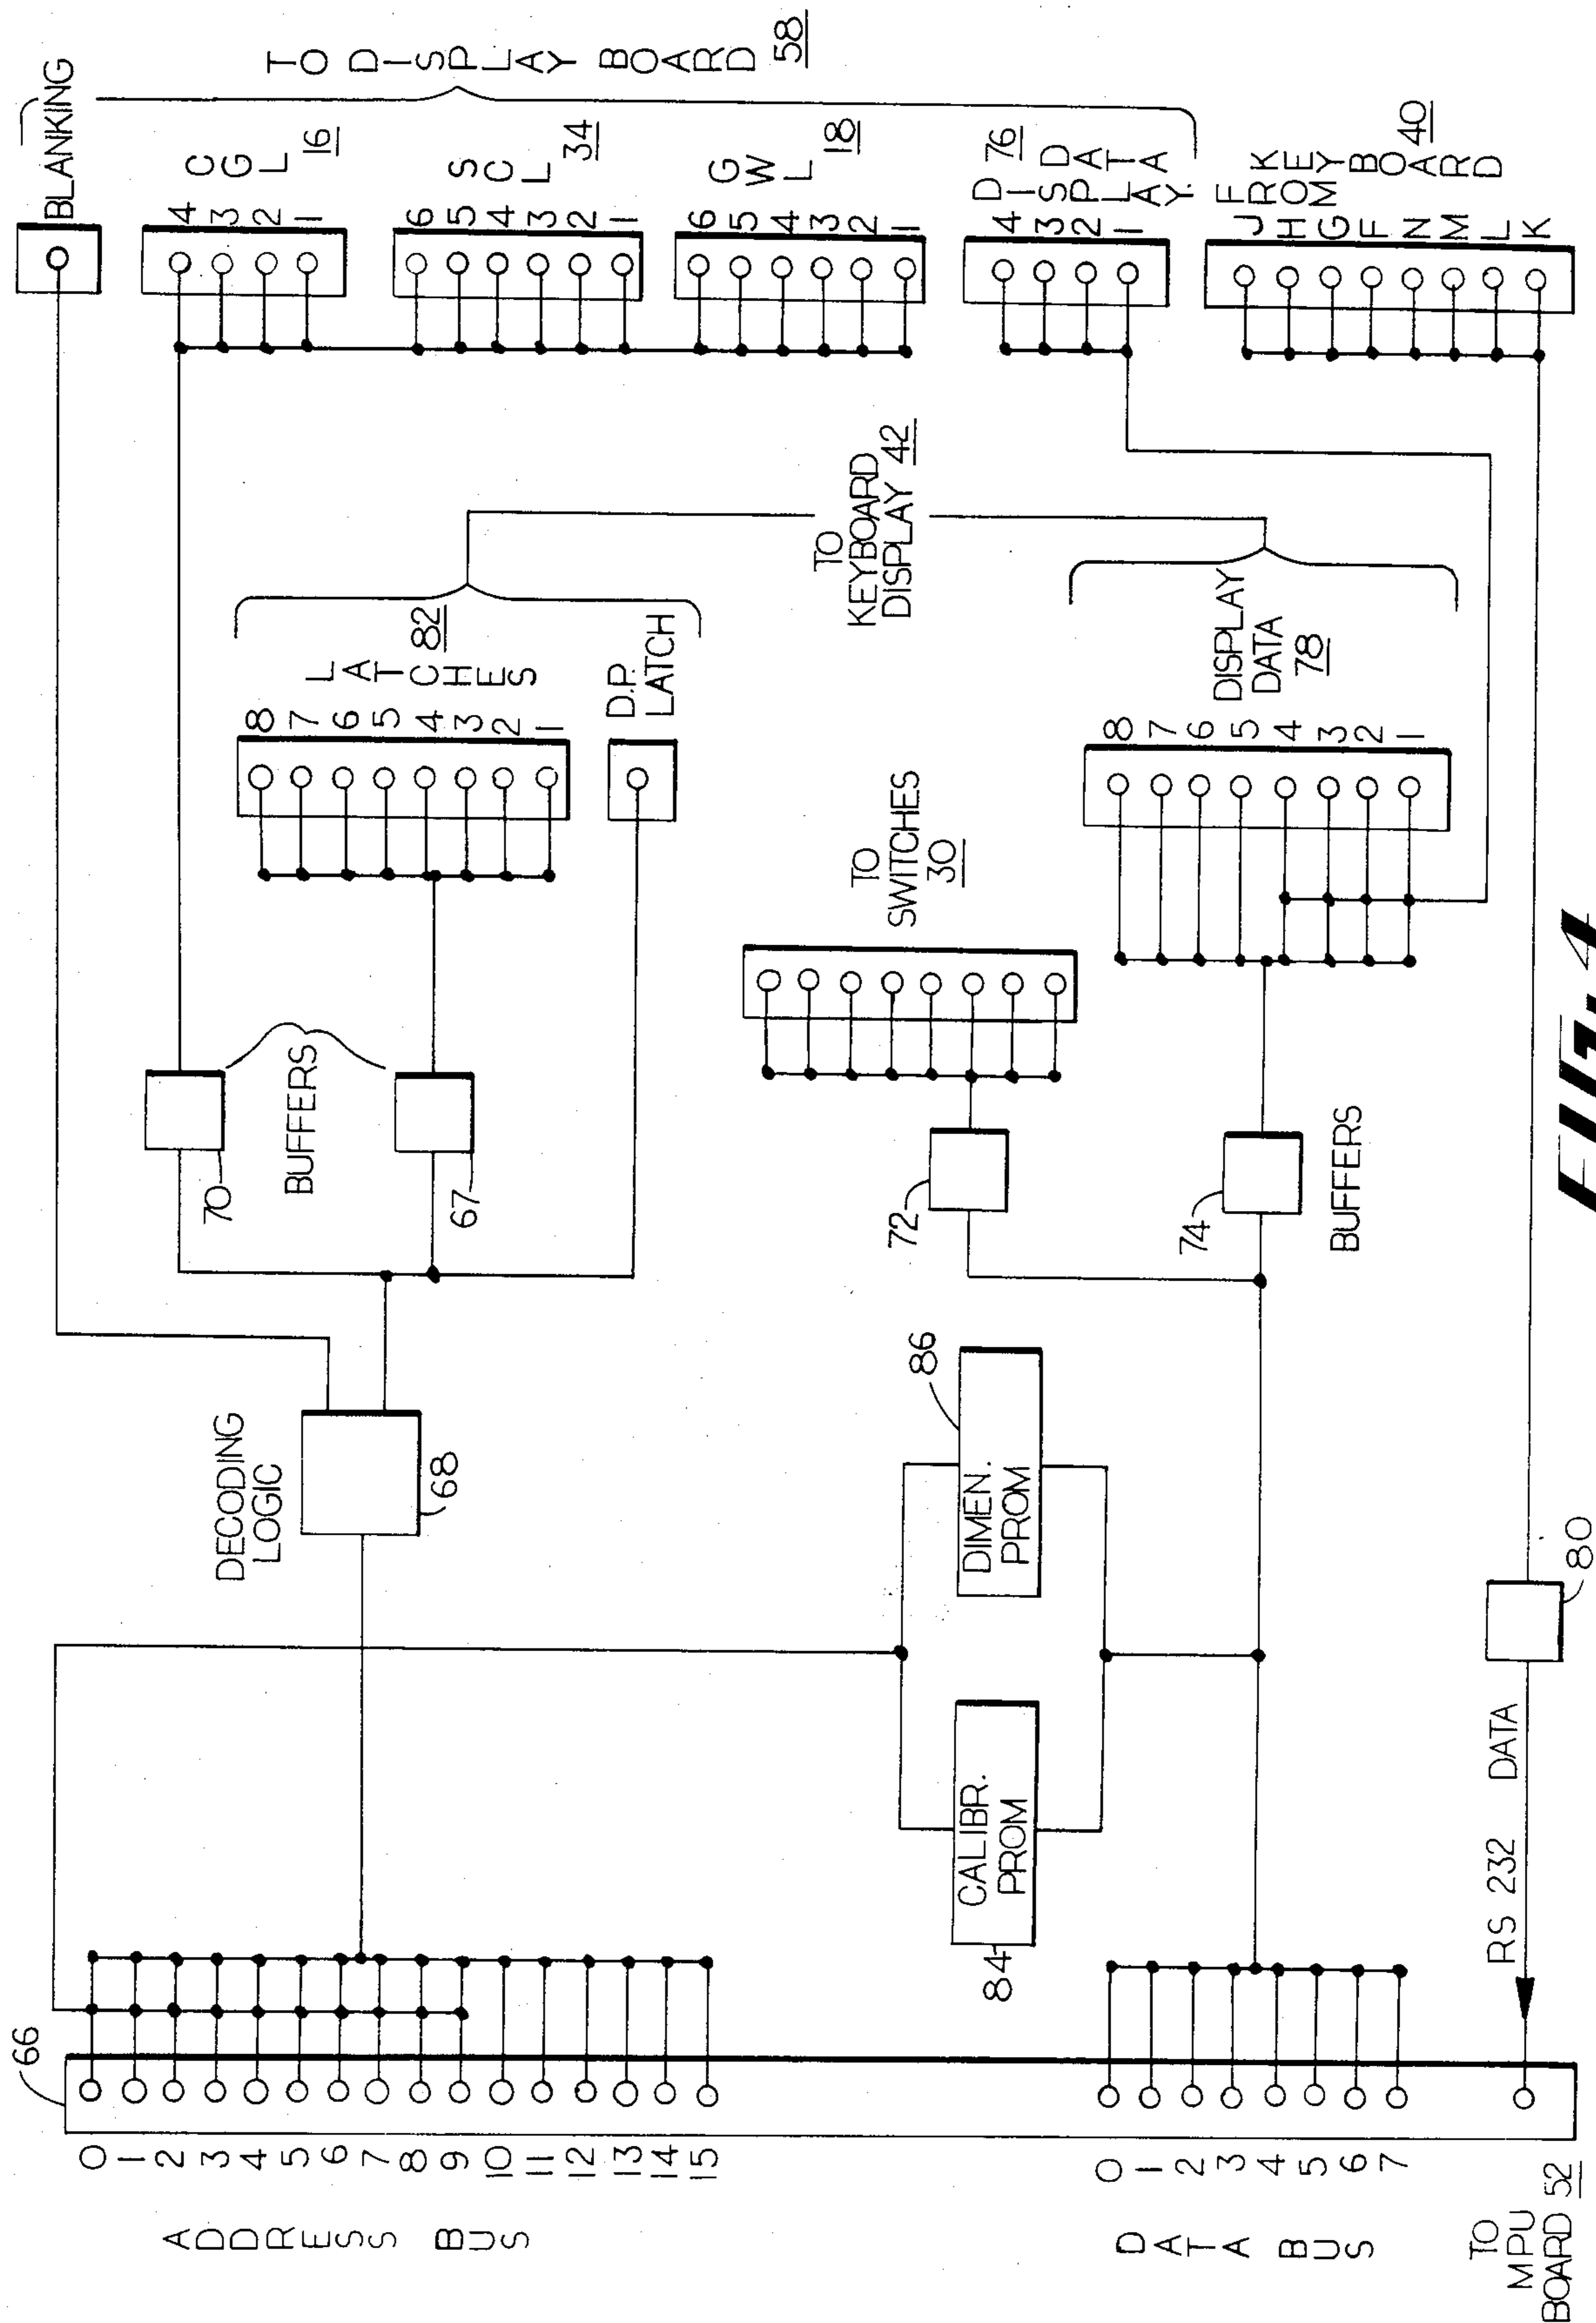 66
0
1
2
3
4
5
6
7
8
9
10
11
12
13
14
15
ADDRESS BUS
0
1
2
3
4
5
6
7
DATA BUS
TO
MPU
BOARD 52
RS 232 DATA
80
CALIBR.
PROM
84
DIMEN.
PROM
86
DECODING
LOGIC
68
70
BUFFERS
67
72
74
BUFFERS
TO
SWITCHES
30
LATCHES 82
8
7
6
5
4
3
2
1
D.P.
LATCH
DISPLAY
DATA
78
8
7
6
5
4
3
2
1
TO
KEYBOARD
DISPLAY 42
BLANKING
CGL 16
4
3
2
1
SCL 34
6
5
4
3
2
1
GWL 18
6
5
4
3
2
1
DISPLAY
DATA
76
4
3
2
1
TO DISPLAY BOARD 58
FROM
KEYBOARD
40
J
H
G
F
N
M
L
K
FIG. 4